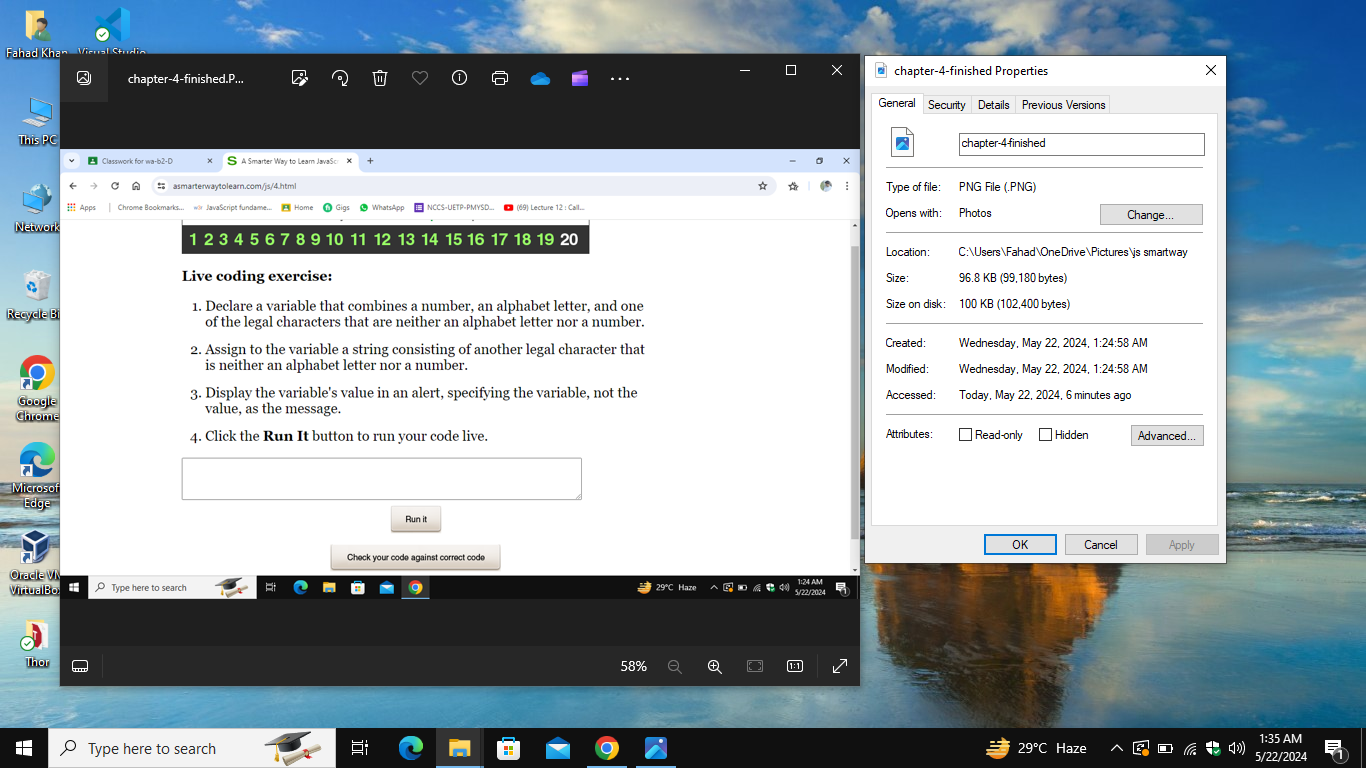 Fahad Khan
Visual Studio
This PC
Network
Recycle Bi
Google
Chrome
Microsof
Edge
Oracle VM
VirtualBox
Thor
chapter-4-finished.P...
Classwork for wa-b2-D
A Smarter Way to Learn JavaSc
asmarterwaytolearn.com/js/4.html
Apps
Chrome Bookmarks...
JavaScript fundame...
Home
Gigs
WhatsApp
NCCS-UETP-PMYSD...
(69) Lecture 12 : Call...
1 2 3 4 5 6 7 8 9 10 11 12 13 14 15 16 17 18 19 20
Live coding exercise:
1. Declare a variable that combines a number, an alphabet letter, and one
of the legal characters that are neither an alphabet letter nor a number.
2. Assign to the variable a string consisting of another legal character that
is neither an alphabet letter nor a number.
3. Display the variable's value in an alert, specifying the variable, not the
value, as the message.
4. Click the Run It button to run your code live.
Run it
Check your code against correct code
Type here to search
29°C Haze
1:24 AM
5/22/2024
1
58%
1:1
chapter-4-finished Properties
General Security Details Previous Versions
chapter-4-finished
Type of file: PNG File (.PNG)
Opens with: Photos
Change...
Location: C:\Users\Fahad\OneDrive\Pictures\js smartway
Size: 96.8 KB (99,180 bytes)
Size on disk: 100 KB (102,400 bytes)
Created: Wednesday, May 22, 2024, 1:24:58 AM
Modified: Wednesday, May 22, 2024, 1:24:58 AM
Accessed: Today, May 22, 2024, 6 minutes ago
Attributes: Read-only Hidden Advanced...
OK Cancel Apply
Type here to search
29°C Haze
1:35 AM
5/22/2024
1